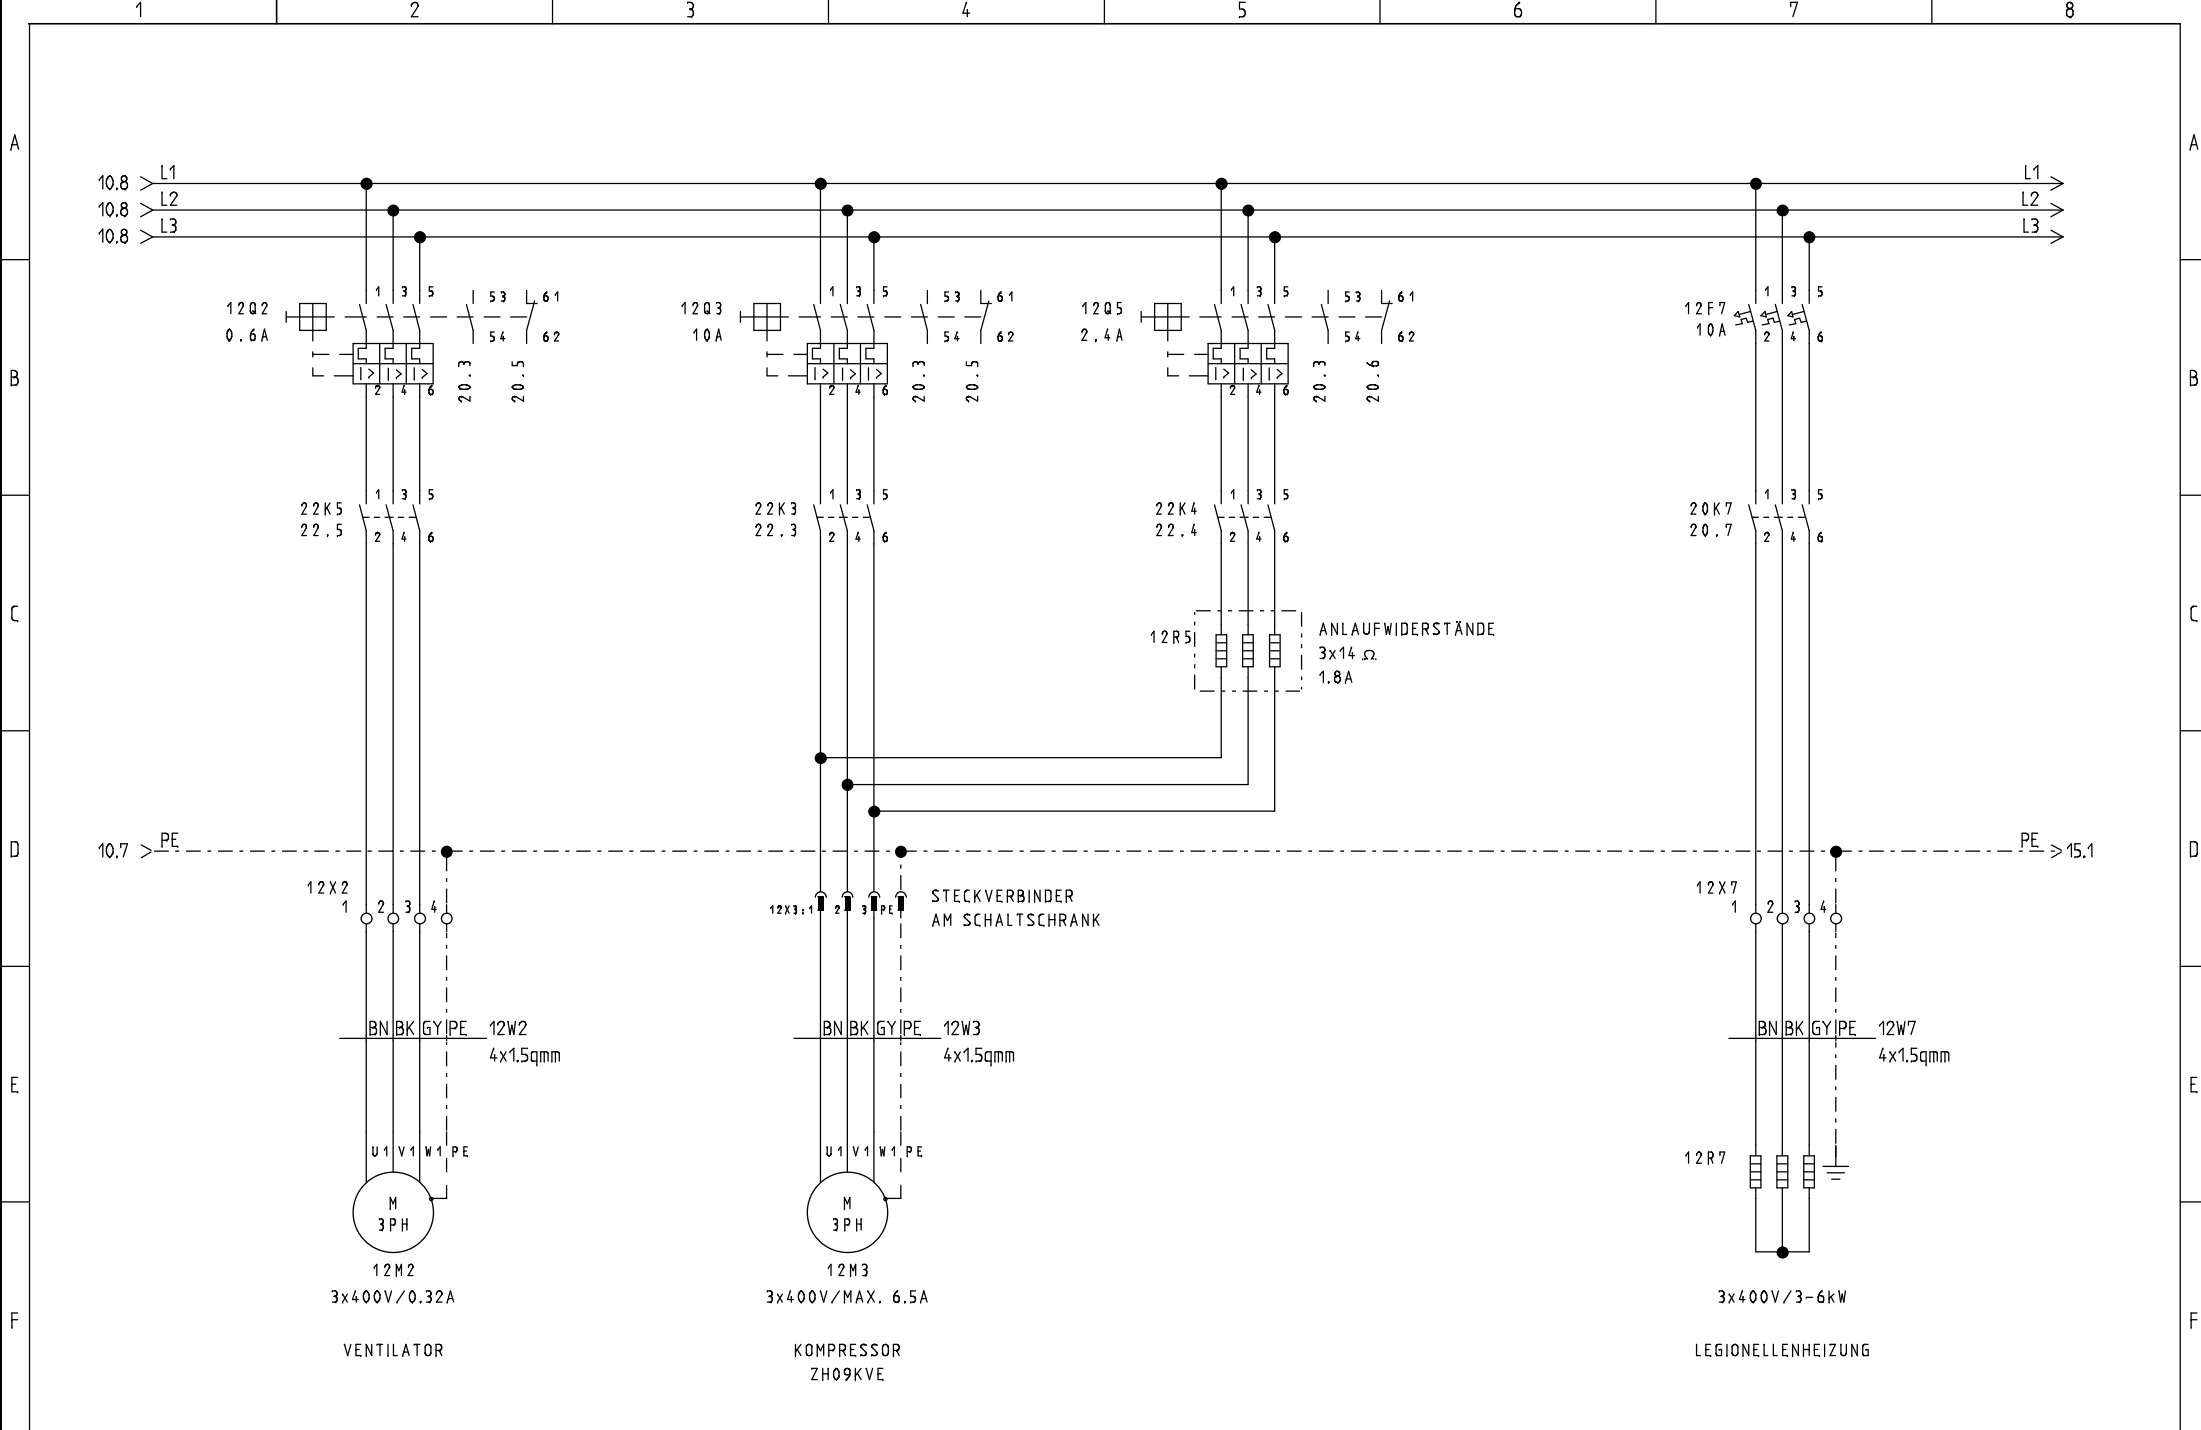 1 2 3 4 5 6 7 8
A A
10.8 L1 L1
10.8 L2 L2
10.8 L3 L3
12Q2 1 3 5 53 61
0.6A 54 62
2 4 6 20.3 20.5
12Q3 1 3 5 53 61
10A 54 62
2 4 6 20.3 20.5
12Q5 1 3 5 53 61
2,4A 54 62
2 4 6 20.3 20.6
12F7 1 3 5
10A 2 4 6
B B
22K5 1 3 5
22.5 2 4 6
22K3 1 3 5
22.3 2 4 6
22K4 1 3 5
22.4 2 4 6
20K7 1 3 5
20.7 2 4 6
C C
12R5 ANLAUFWIDERSTÄNDE
3x14 Ω
1.8A
D D
10.7 PE PE 15.1
12X2
1 2 3 4
12X3:1 2 3 PE
STECKVERBINDER
AM SCHALTSCHRANK
12X7
1 2 3 4
BN BK GY PE 12W2
4x1.5qmm
BN BK GY PE 12W3
4x1.5qmm
BN BK GY PE 12W7
4x1.5qmm
E E
U1 V1 W1 PE
U1 V1 W1 PE
12R7
M
3PH
M
3PH
12M2
3x400V/0.32A
VENTILATOR
12M3
3x400V/MAX. 6.5A
KOMPRESSOR
ZH09KVE
3x400V/3-6kW
LEGIONELLENHEIZUNG
F F